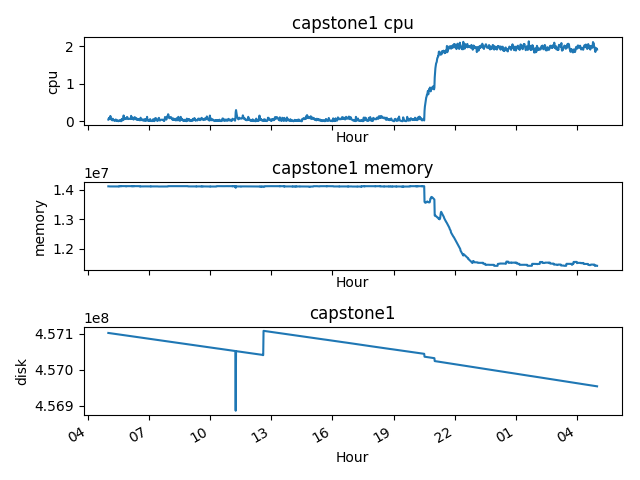 capstone1 cpu
2
1
0
cpu
Hour
capstone1 memory
1e7
1.4
1.3
1.2
memory
Hour
capstone1
1e8
4.571
4.570
4.569
disk
04 07 10 13 16 19 22 01 04
Hour